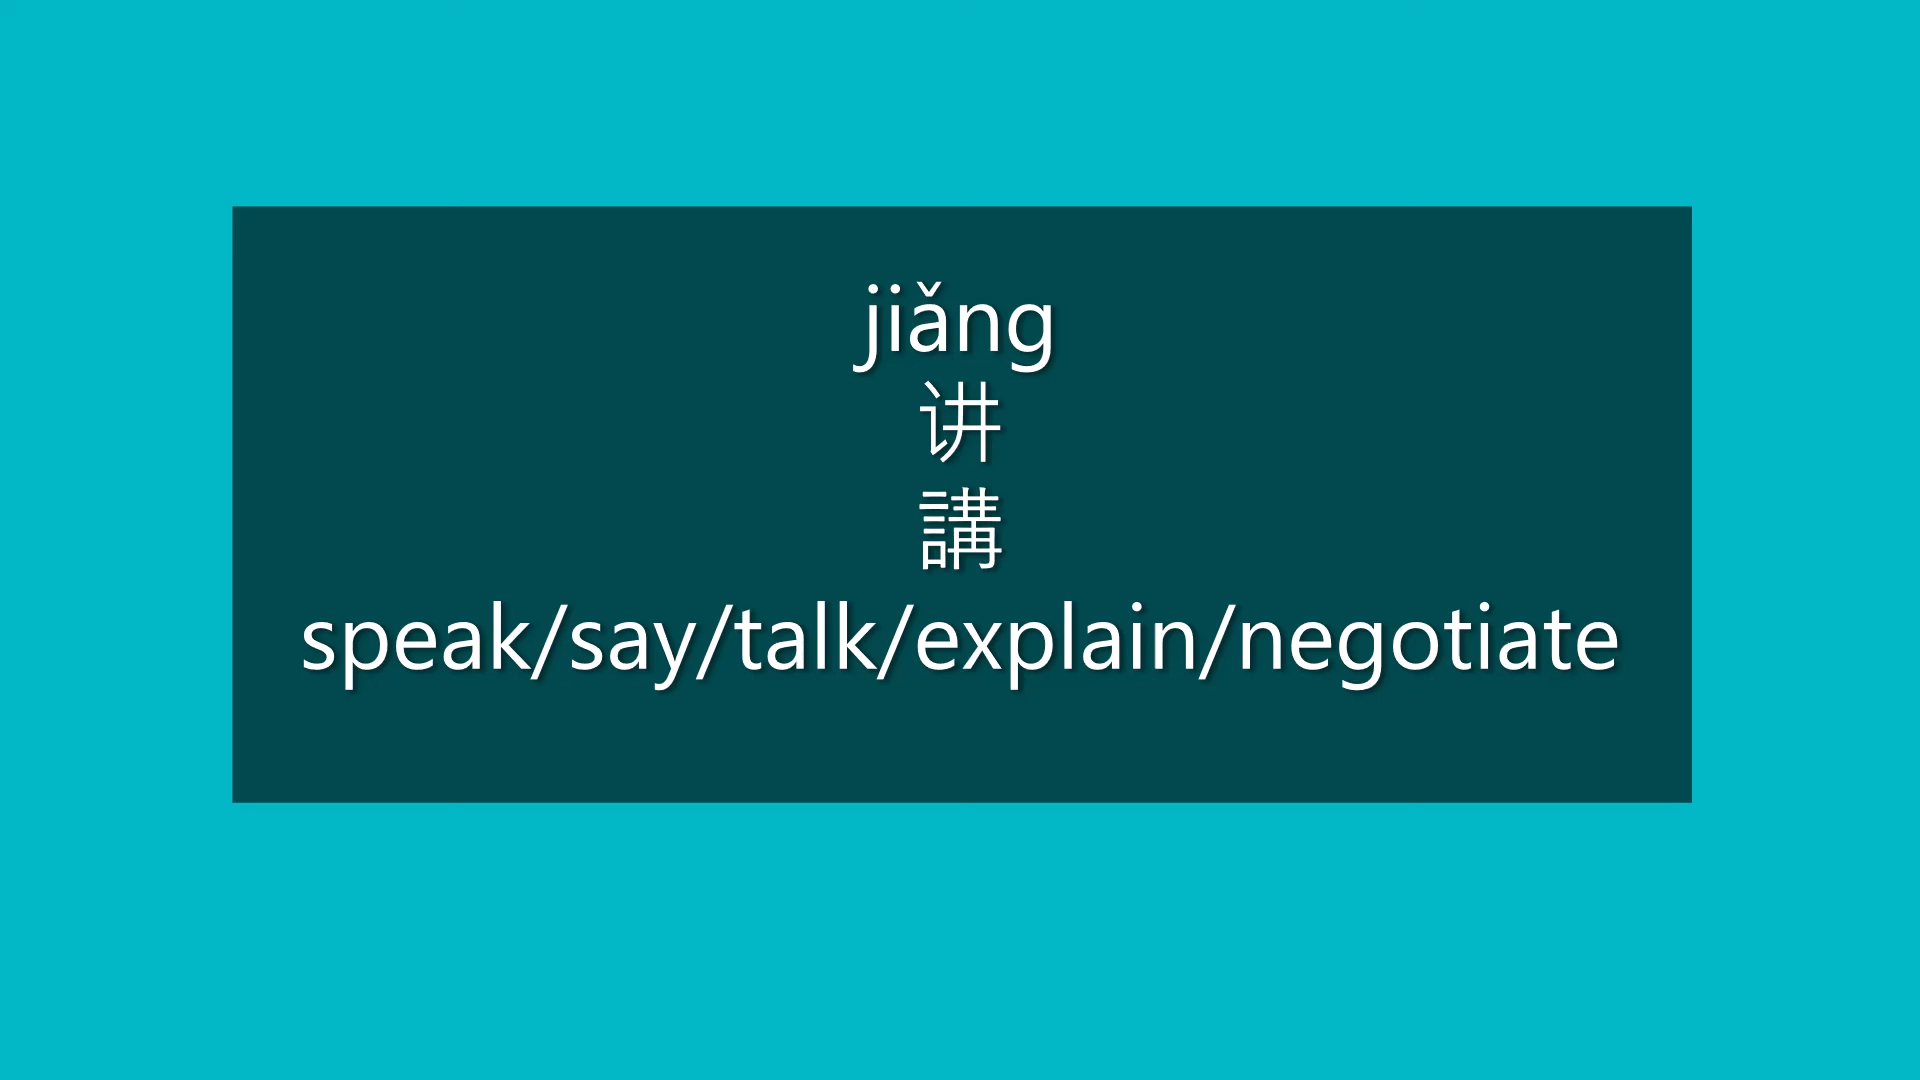 jiǎng
讲
講
speak/say/talk/explain/negotiate